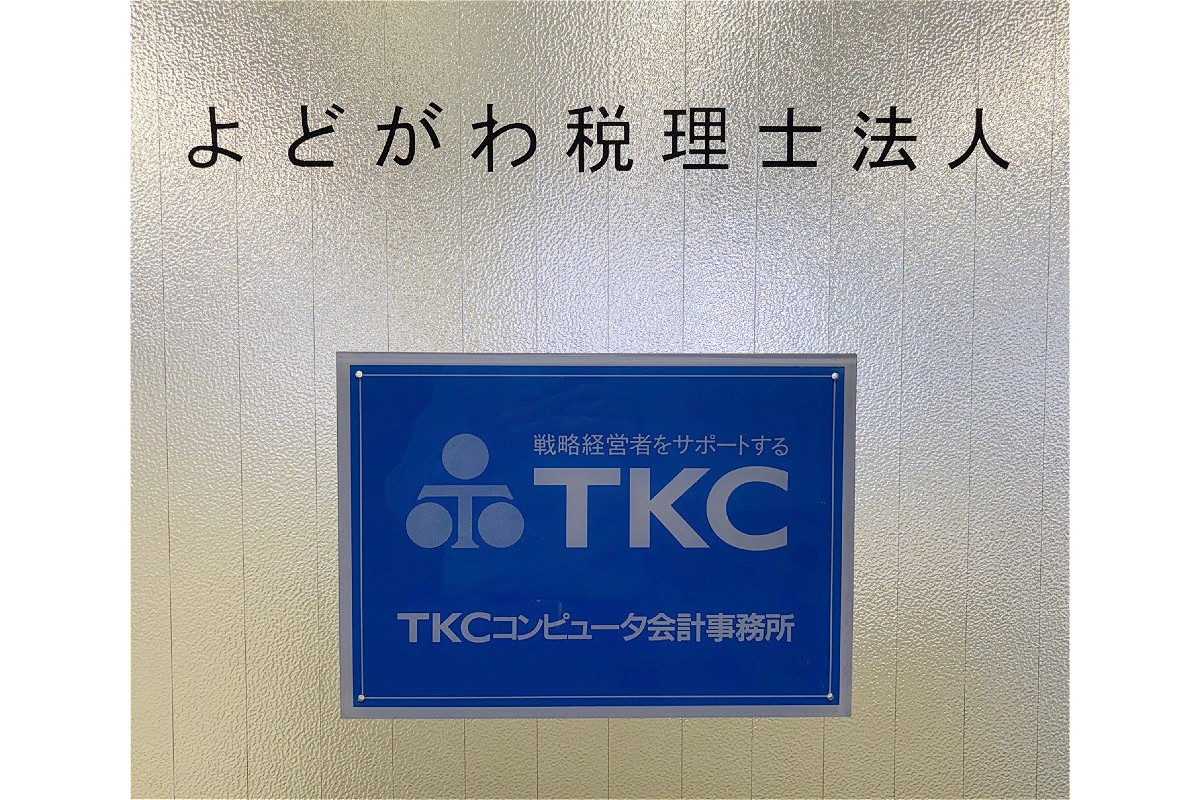 よどがわ税理士法人
戦略経営者をサポートする
TKC
TKCコンピュータ会計事務所